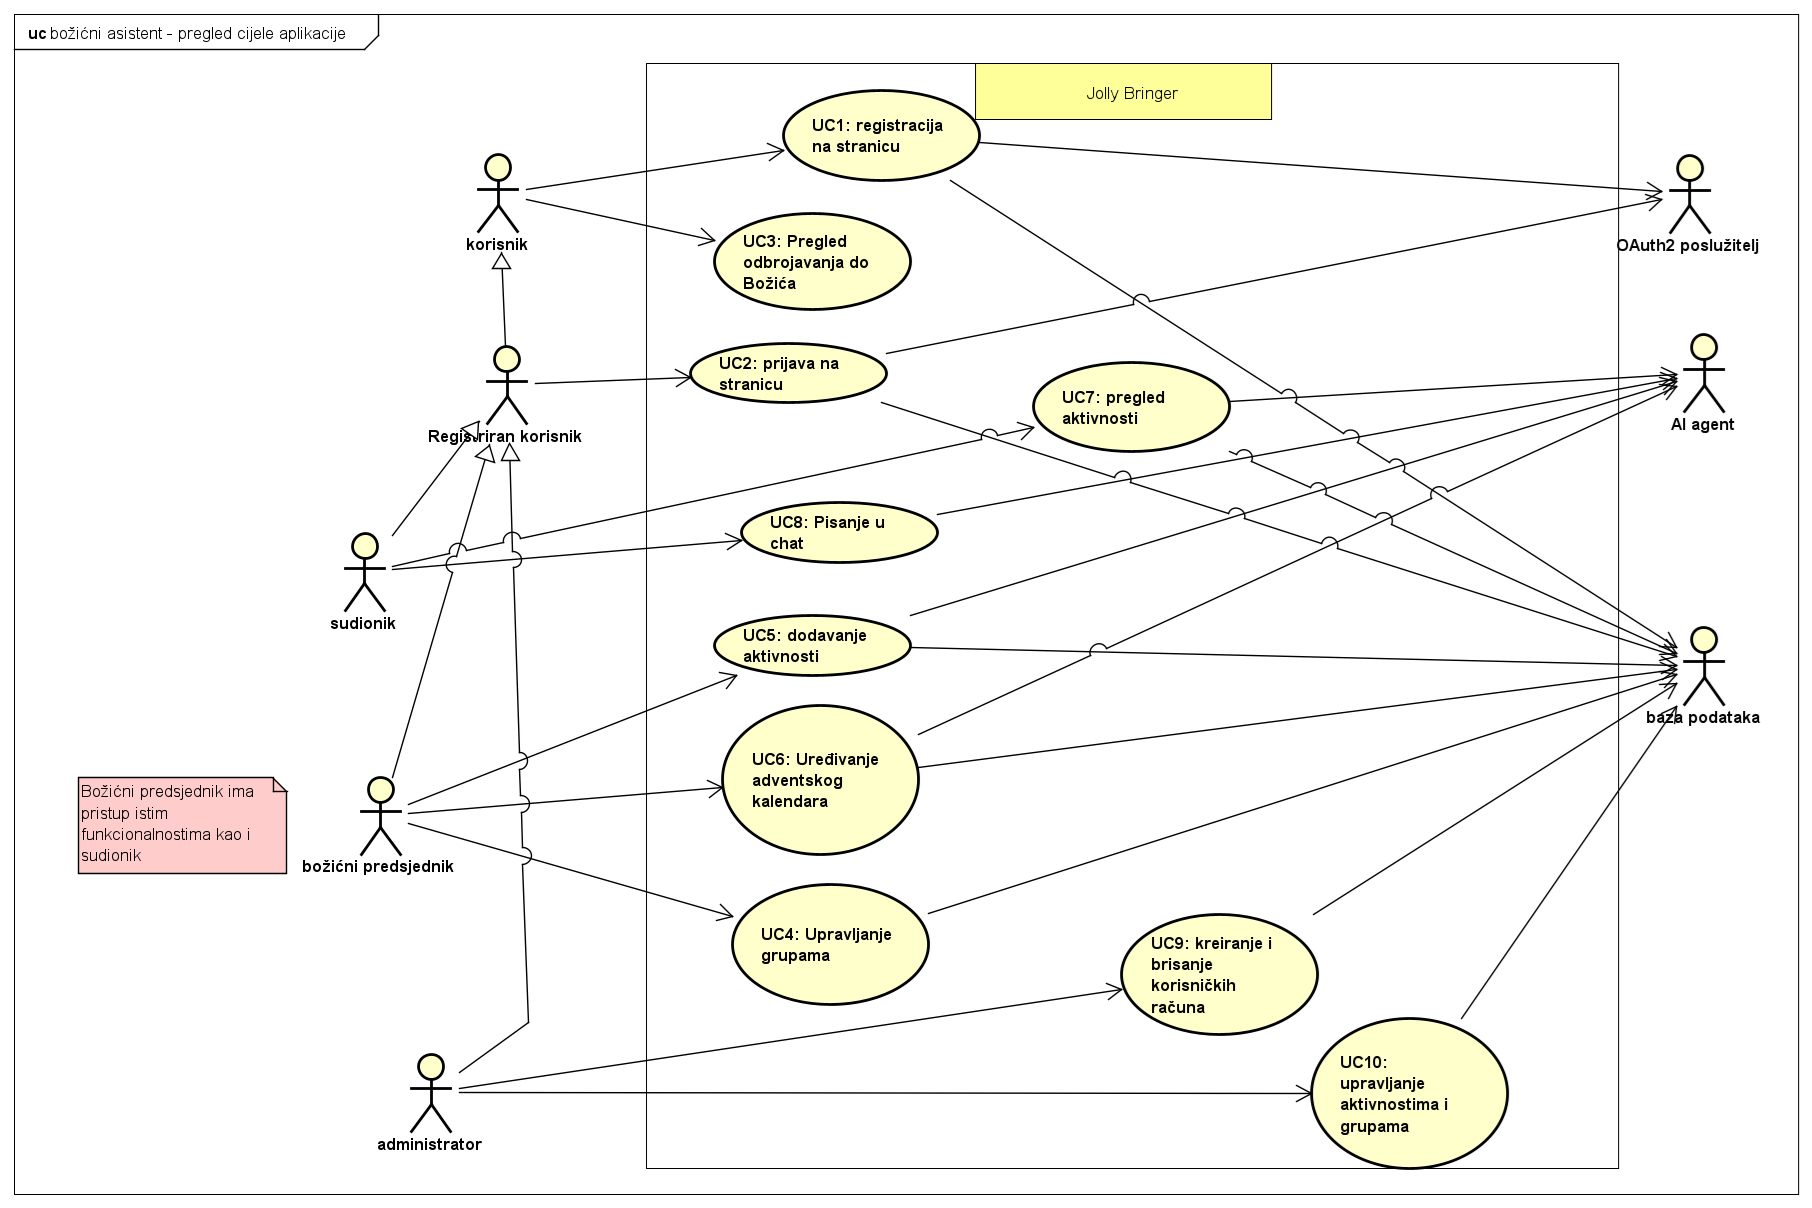 uc božićni asistent - pregled cijele aplikacije
Jolly Bringer
UC1: registracija
na stranicu
korisnik
OAuth2 poslužitelj
UC3: Pregled
odbrojavanja do
Božića
UC2: prijava na
stranicu
UC7: pregled
aktivnosti
AI agent
Registriran korisnik
UC8: Pisanje u
chat
sudionik
UC5: dodavanje
aktivnosti
baza podataka
UC6: Uređivanje
adventskog
kalendara
Božićni predsjednik ima
pristup istim
funkcionalnostima kao i
sudionik
božićni predsjednik
UC4: Upravljanje
grupama
UC9: kreiranje i
brisanje
korisničkih
računa
UC10:
upravljanje
aktivnostima i
grupama
administrator